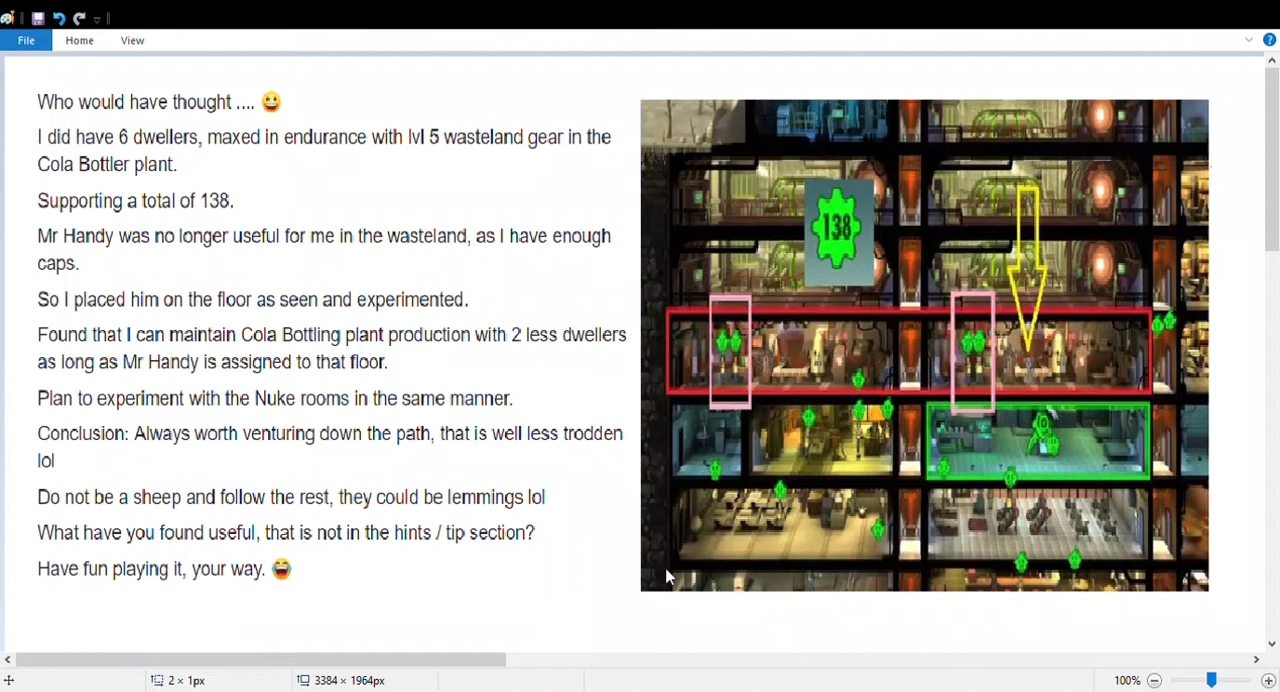 File Home View
Who would have thought .... 😀
I did have 6 dwellers, maxed in endurance with lvl 5 wasteland gear in the
Cola Bottler plant.
Supporting a total of 138.
Mr Handy was no longer useful for me in the wasteland, as I have enough
caps.
So I placed him on the floor as seen and experimented.
Found that I can maintain Cola Bottling plant production with 2 less dwellers
as long as Mr Handy is assigned to that floor.
Plan to experiment with the Nuke rooms in the same manner.
Conclusion: Always worth venturing down the path, that is well less trodden
lol
Do not be a sheep and follow the rest, they could be lemmings lol
What have you found useful, that is not in the hints / tip section?
Have fun playing it, your way. 😂
138
2 × 1px 3384 × 1964px 100%